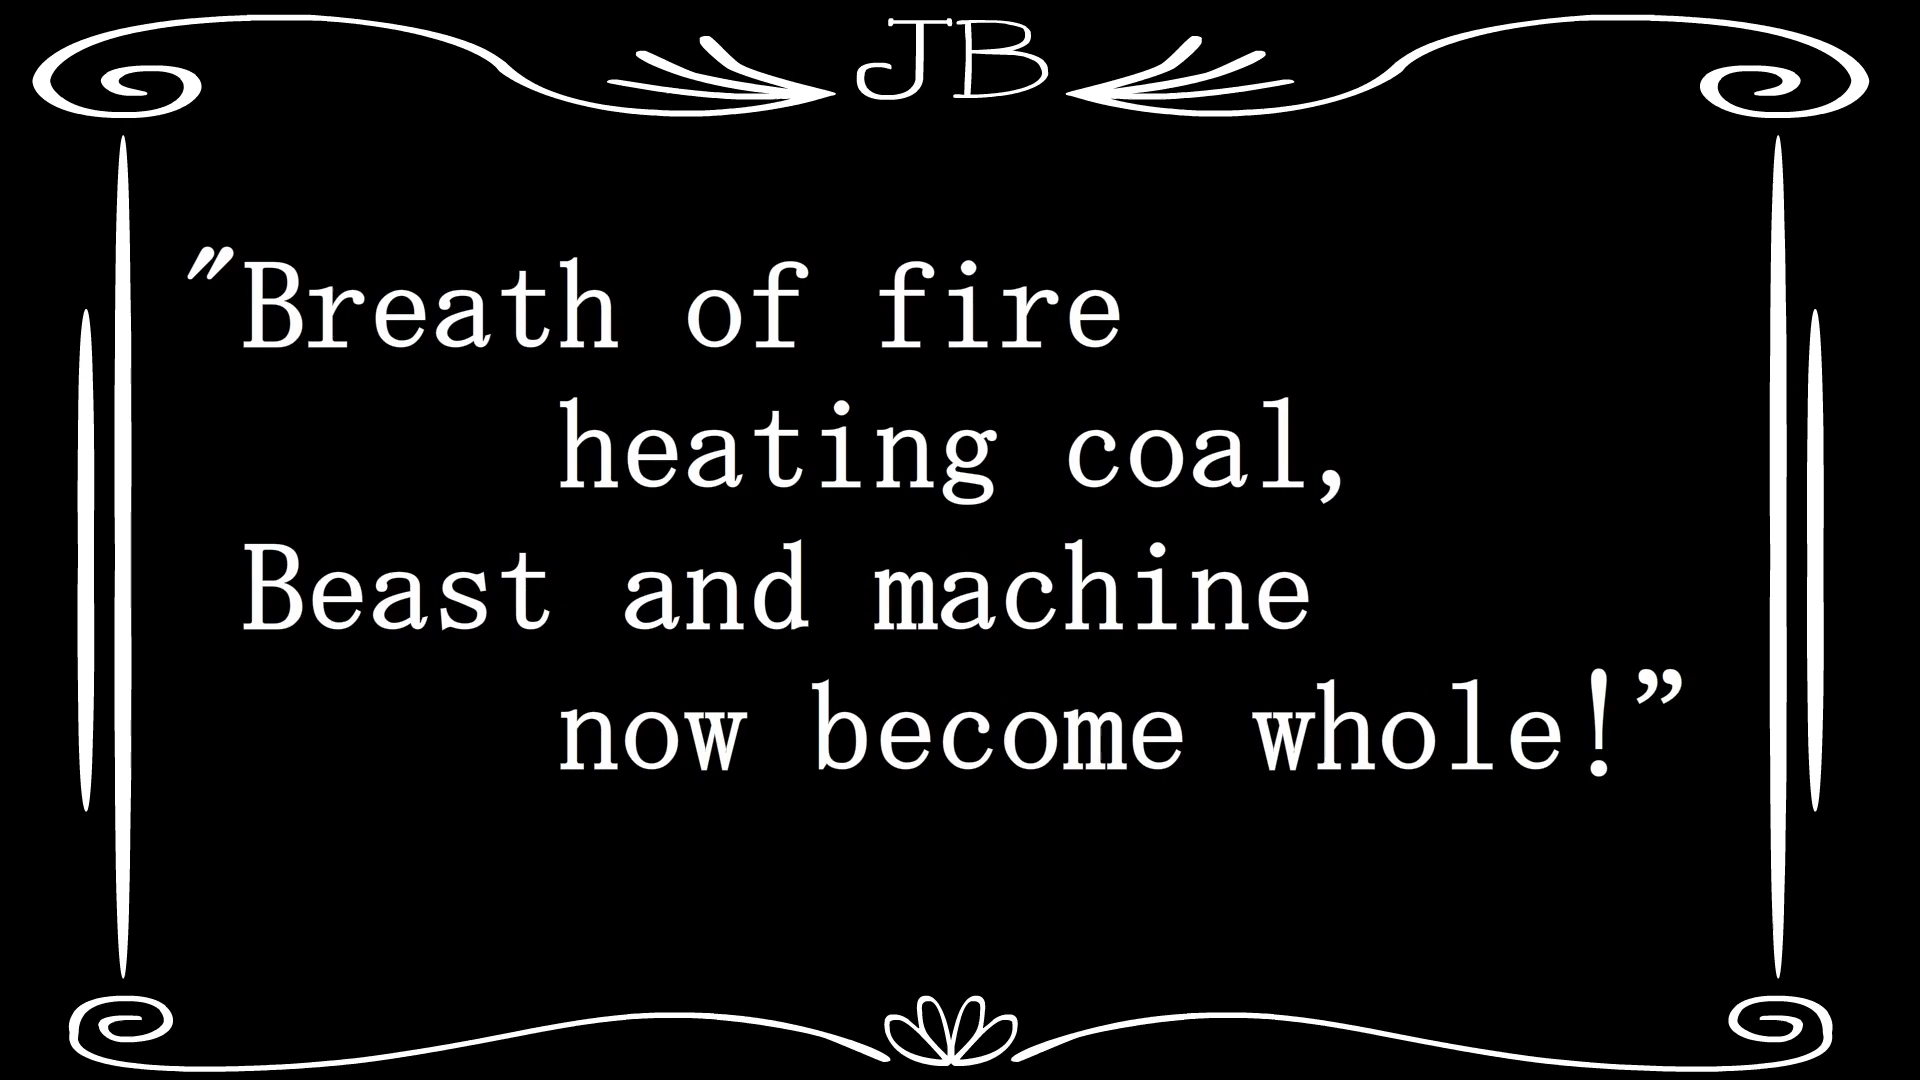 JB
"Breath of fire
heating coal,
Beast and machine
now become whole!”